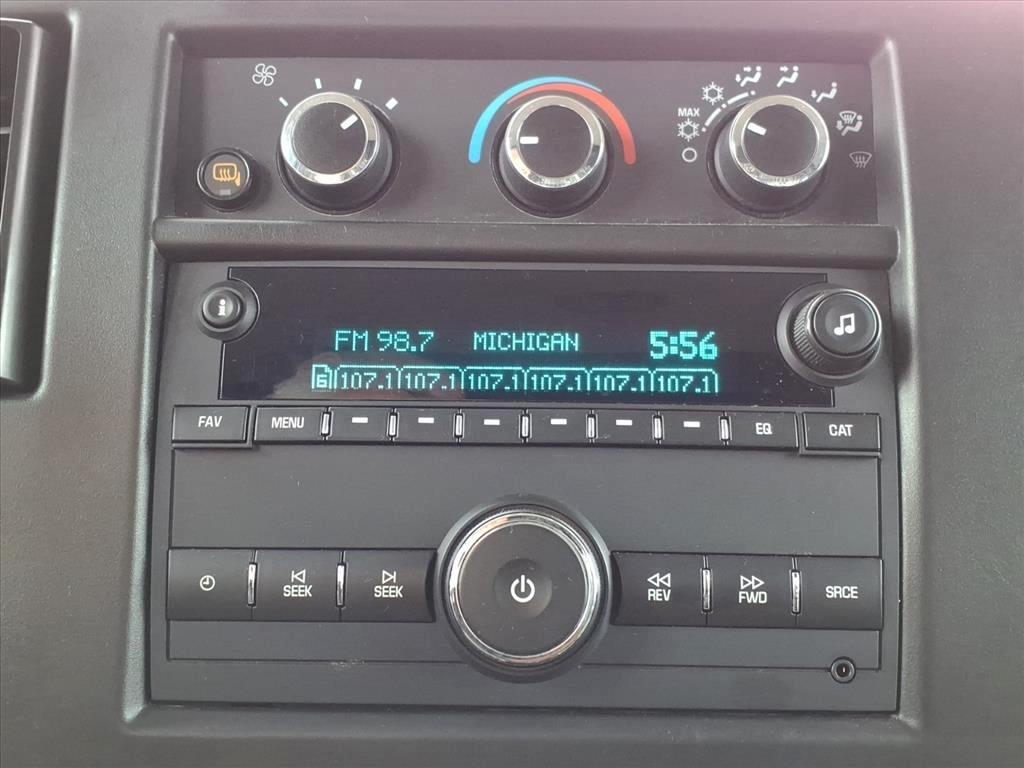 MAX
i
FM 98.7 MICHIGAN 5:56
6 107.1 107.1 107.1 107.1 107.1 107.1
FAV MENU EQ CAT
SEEK SEEK REV FWD SRCE